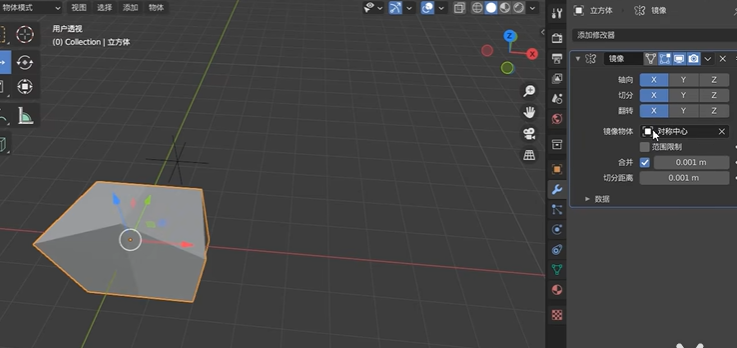 物体模式 视图 选择 添加 物体
立方体 镜像
添加修改器
用户透视
(0) Collection | 立方体
Z
X
镜像
轴向 X Y Z
切分 X Y Z
翻转 X Y Z
镜像物体 对称中心
范围限制
合并 0.001 m
切分距离 0.001 m
数据